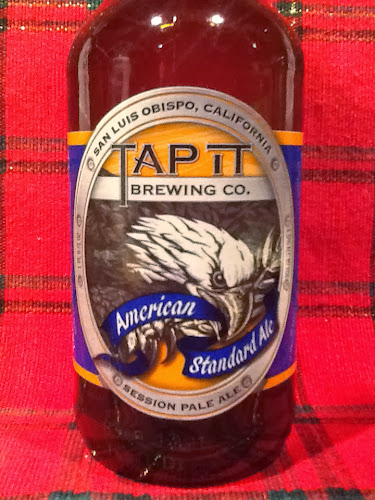 SAN LUIS OBISPO, CALIFORNIA
TAP IT
BREWING CO.
American
Standard Ale
SESSION PALE ALE